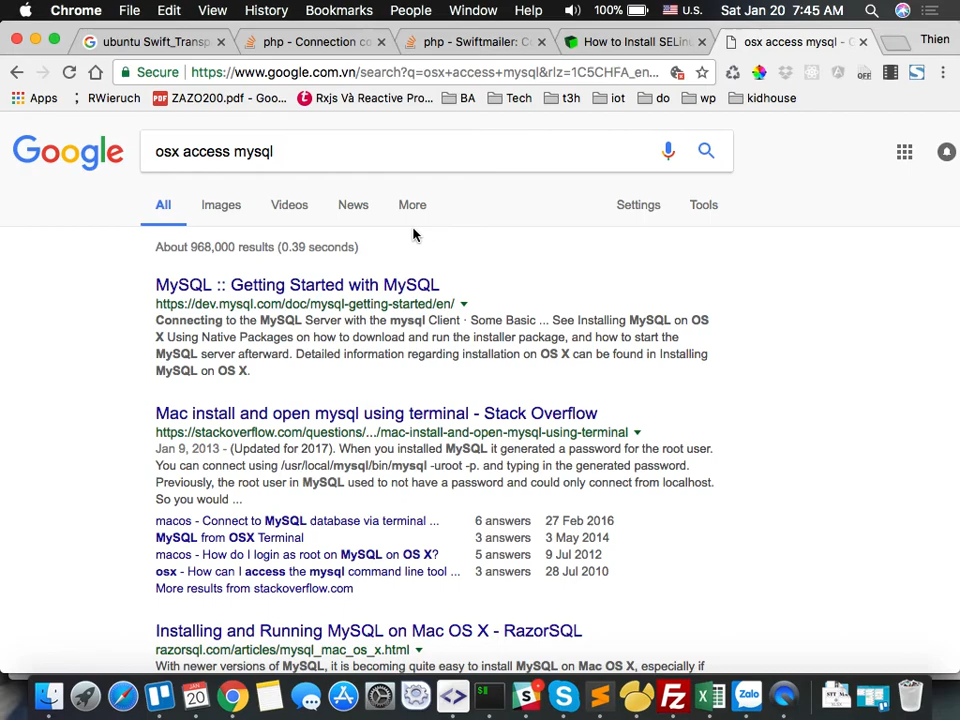 Chrome File Edit View History Bookmarks People Window Help 100% U.S. Sat Jan 20 7:45 AM
ubuntu Swift_Transp × php - Connection co × php - Swiftmailer: C × How to Install SELinu × osx access mysql - G × Thien
Secure https://www.google.com.vn/search?q=osx+access+mysql&rlz=1C5CHFA_en...
Apps RWieruch ZAZO200.pdf - Goo... Rxjs Và Reactive Pro... BA Tech t3h iot do wp kidhouse
Google osx access mysql
All Images Videos News More Settings Tools
About 968,000 results (0.39 seconds)
MySQL :: Getting Started with MySQL
https://dev.mysql.com/doc/mysql-getting-started/en/
Connecting to the MySQL Server with the mysql Client · Some Basic ... See Installing MySQL on OS
X Using Native Packages on how to download and run the installer package, and how to start the
MySQL server afterward. Detailed information regarding installation on OS X can be found in Installing
MySQL on OS X.
Mac install and open mysql using terminal - Stack Overflow
https://stackoverflow.com/questions/.../mac-install-and-open-mysql-using-terminal
Jan 9, 2013 - (Updated for 2017). When you installed MySQL it generated a password for the root user.
You can connect using /usr/local/mysql/bin/mysql -uroot -p. and typing in the generated password.
Previously, the root user in MySQL used to not have a password and could only connect from localhost.
So you would ...
macos - Connect to MySQL database via terminal ... 6 answers 27 Feb 2016
MySQL from OSX Terminal 3 answers 3 May 2014
macos - How do I login as root on MySQL on OS X? 5 answers 9 Jul 2012
osx - How can I access the mysql command line tool ... 3 answers 28 Jul 2010
More results from stackoverflow.com
Installing and Running MySQL on Mac OS X - RazorSQL
razorsql.com/articles/mysql_mac_os_x.html
With newer versions of MySQL, it is becoming quite easy to install MySQL on Mac OS X, especially if